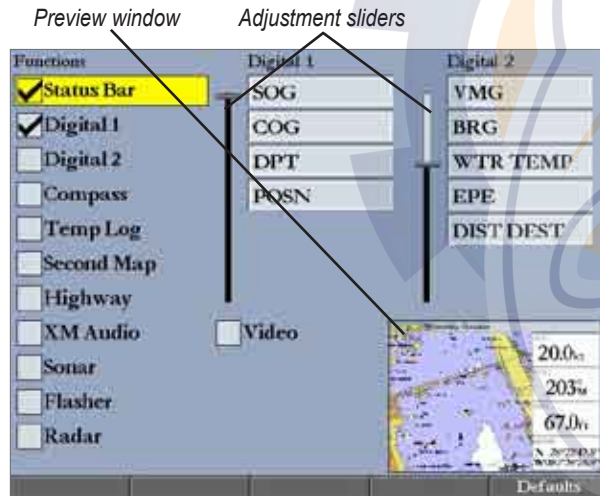 Preview window
Adjustment sliders
Functions
Status Bar
Digital 1
Digital 2
Compass
Temp Log
Second Map
Highway
XM Audio
Sonar
Flasher
Radar
Video
Digital 1
SOG
COG
DPT
POSN
Digital 2
VMG
BRG
WTR TEMP
EPE
DIST DEST
20.0
203
67.0
Defaults